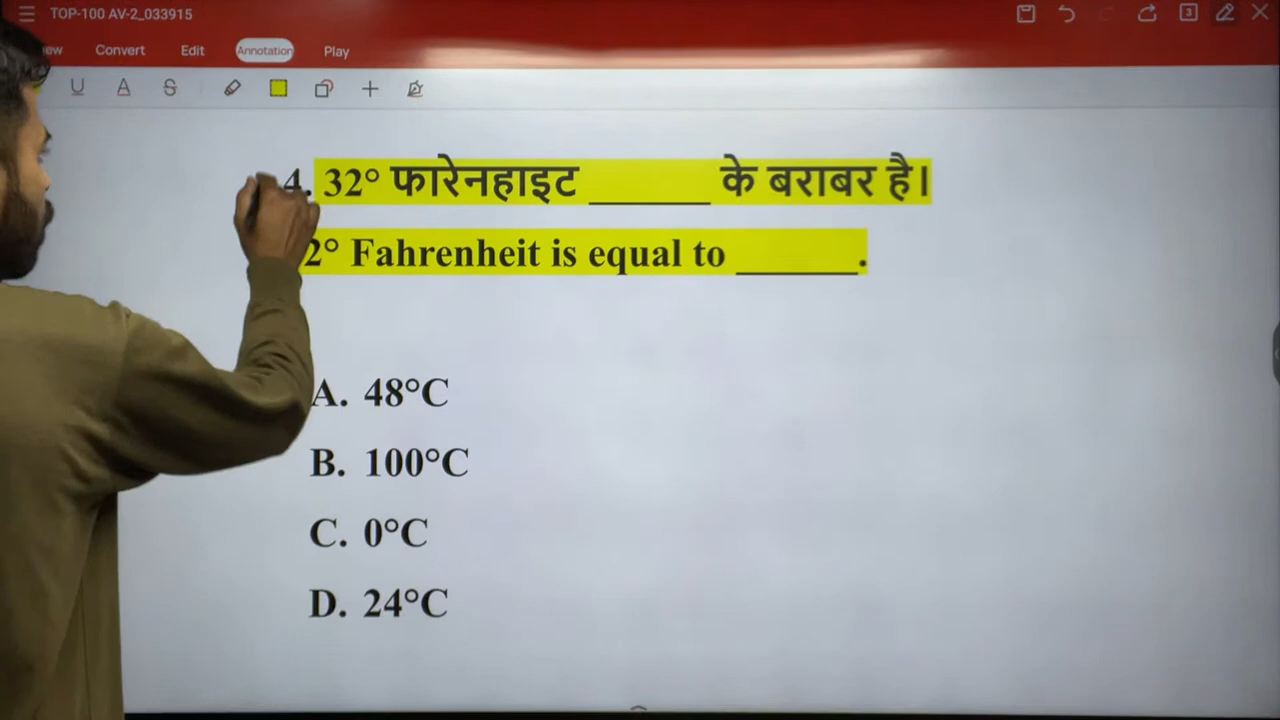 TOP-100 AV-2_033915
Convert Edit Annotation Play
U A S
4. 32° फारेनहाइट ______ के बराबर है।
2° Fahrenheit is equal to ______.
A. 48°C
B. 100°C
C. 0°C
D. 24°C